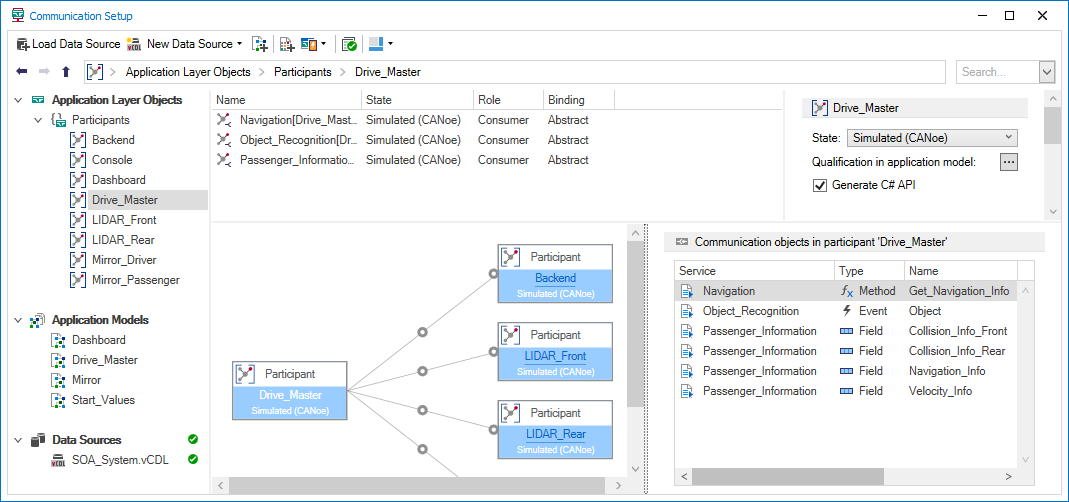 Communication Setup
Load Data Source New Data Source
Application Layer Objects Participants Drive_Master Search...
Application Layer Objects
Participants
Backend
Console
Dashboard
Drive_Master
LIDAR_Front
LIDAR_Rear
Mirror_Driver
Mirror_Passenger
Application Models
Dashboard
Drive_Master
Mirror
Start_Values
Data Sources
SOA_System.vCDL
Name State Role Binding
Navigation[Drive_Mast... Simulated (CANoe) Consumer Abstract
Object_Recognition[Dr... Simulated (CANoe) Consumer Abstract
Passenger_Informatio... Simulated (CANoe) Consumer Abstract
Drive_Master
State: Simulated (CANoe)
Qualification in application model: ...
Generate C# API
Participant
Drive_Master
Simulated (CANoe)
Participant
Backend
Simulated (CANoe)
Participant
LIDAR_Front
Simulated (CANoe)
Participant
LIDAR_Rear
Simulated (CANoe)
Communication objects in participant 'Drive_Master'
Service Type Name
Navigation Method Get_Navigation_Info
Object_Recognition Event Object
Passenger_Information Field Collision_Info_Front
Passenger_Information Field Collision_Info_Rear
Passenger_Information Field Navigation_Info
Passenger_Information Field Velocity_Info